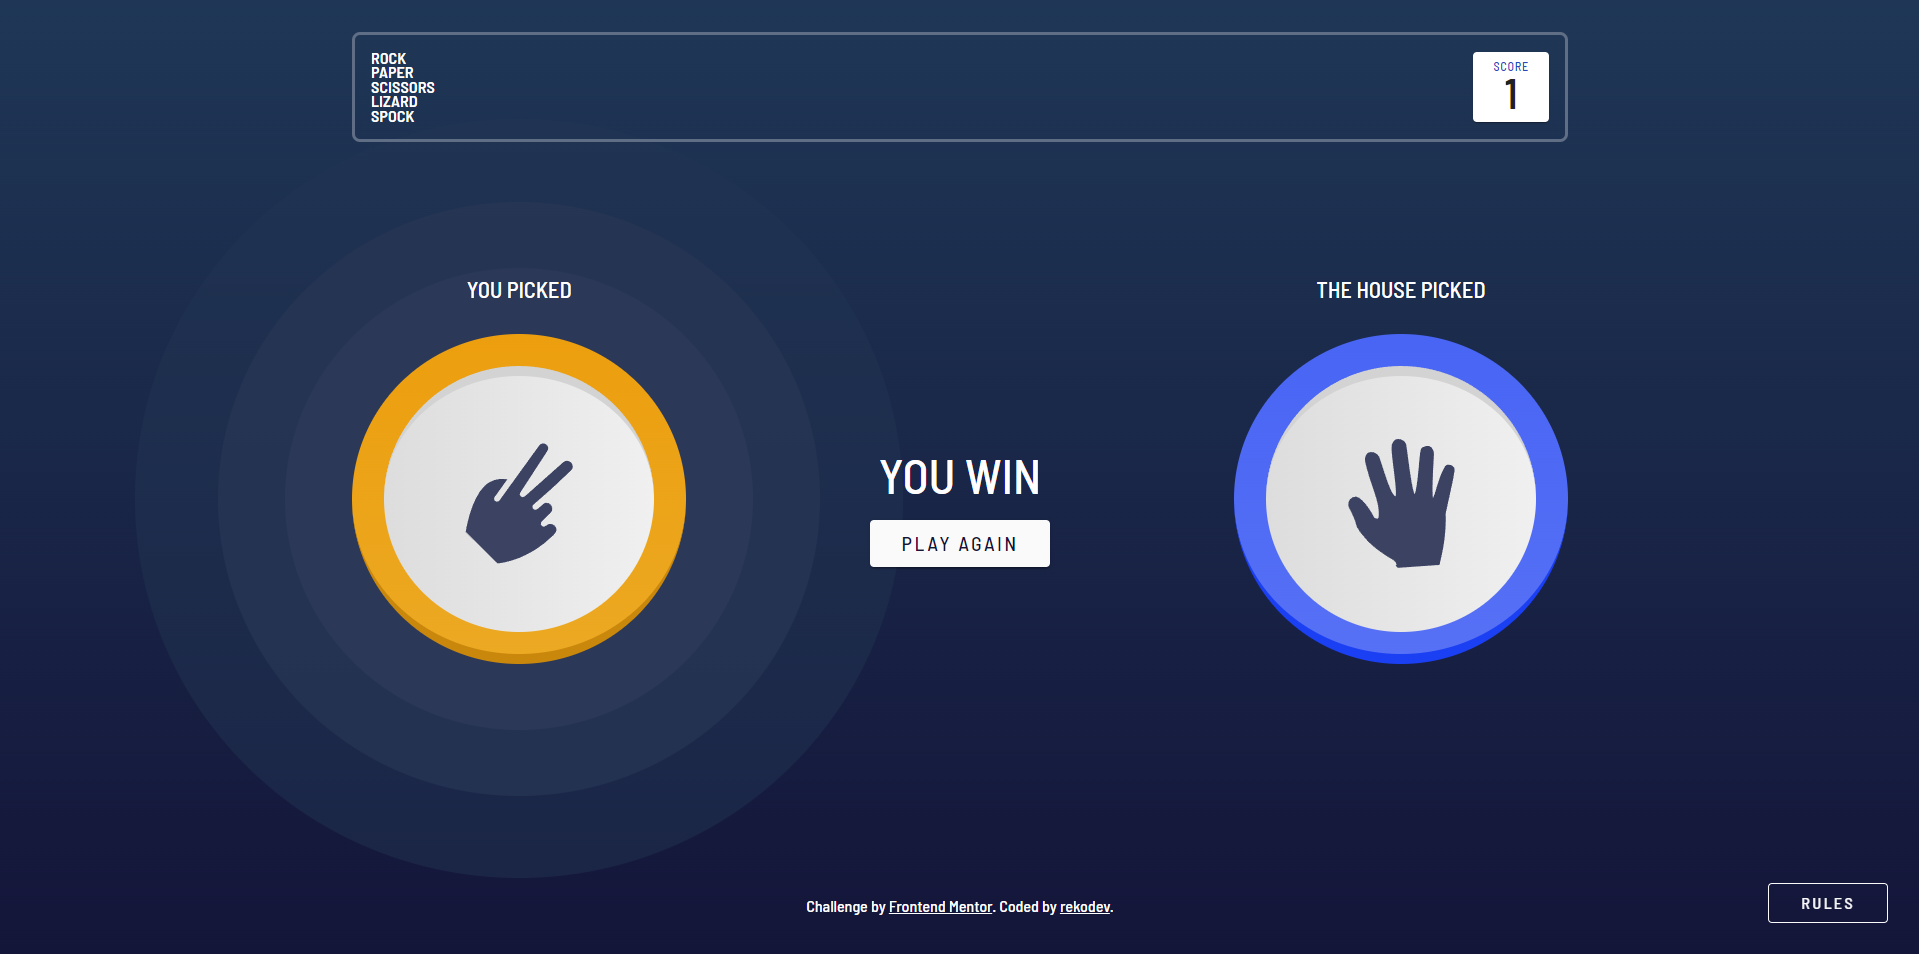 ROCK
PAPER
SCISSORS
LIZARD
SPOCK
SCORE
1
YOU PICKED
THE HOUSE PICKED
YOU WIN
PLAY AGAIN
Challenge by Frontend Mentor. Coded by rekodev.
RULES